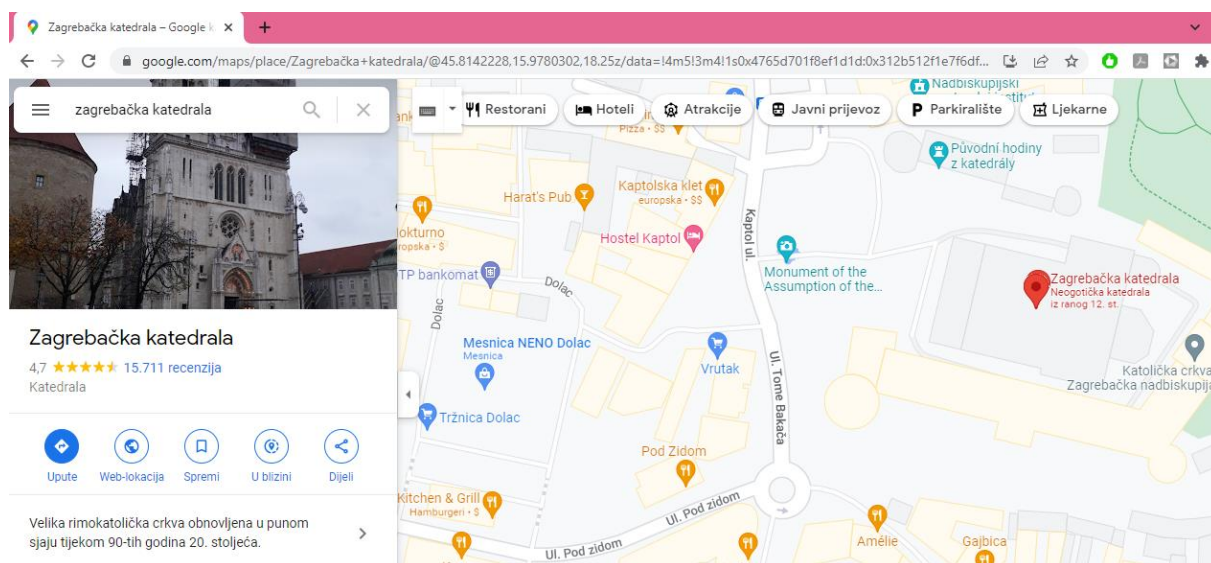 Zagrebačka katedrala – Google k
google.com/maps/place/Zagrebačka+katedrala/@45.8142228,15.9780302,18.25z/data=!4m5!3m4!1s0x4765d701f8ef1d1d:0x312b512f1e7f6df...
zagrebačka katedrala
Restorani
Hoteli
Atrakcije
Javni prijevoz
Parkiralište
Ljekarne
Zagrebačka katedrala
4,7
15.711 recenzija
Katedrala
Upute
Web-lokacija
Spremi
U blizini
Dijeli
Velika rimokatolička crkva obnovljena u punom
sjaju tijekom 90-tih godina 20. stoljeća.
Nadbiskupijski
Pizza · $$
Původní hodiny
z katedrály
Harat's Pub
Kaptolska klet
europska · $$
Kaptol ul.
okturno
ropska · $
Hostel Kaptol
TP bankomat
Dolac
Monument of the
Assumption of the...
Zagrebačka katedrala
Neogotička katedrala
iz ranog 12. st.
Dolac
Mesnica NENO Dolac
Mesnica
Vrutak
Ul. Tome Bakača
Katolička crkva
Zagrebačka nadbiskupij
Tržnica Dolac
Pod Zidom
Kitchen & Grill
Hamburgeri · $
Ul. Pod zidom
Amélie
Gajbica
Ul. Pod zidom